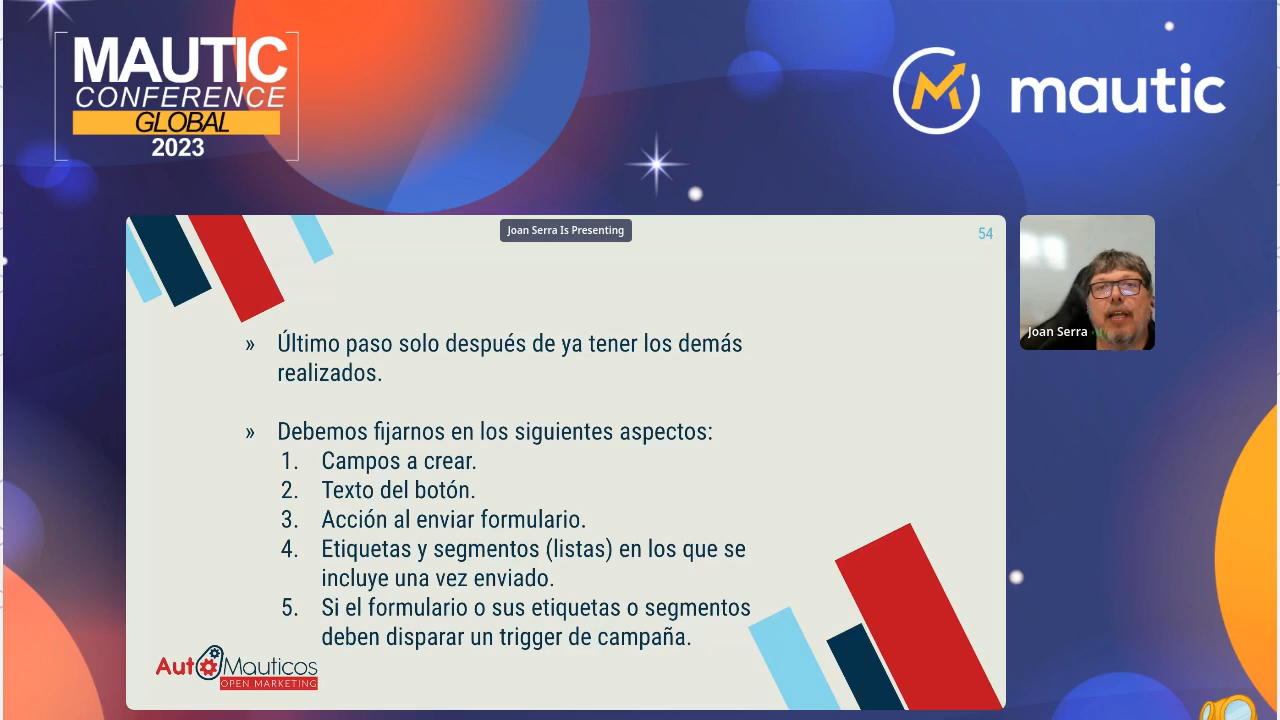 MAUTIC
CONFERENCE
GLOBAL
2023
mautic
Joan Serra Is Presenting
54
» Último paso solo después de ya tener los demás
realizados.
» Debemos fijarnos en los siguientes aspectos:
1. Campos a crear.
2. Texto del botón.
3. Acción al enviar formulario.
4. Etiquetas y segmentos (listas) en los que se
incluye una vez enviado.
5. Si el formulario o sus etiquetas o segmentos
deben disparar un trigger de campaña.
AutoMauticos
OPEN MARKETING
Joan Serra